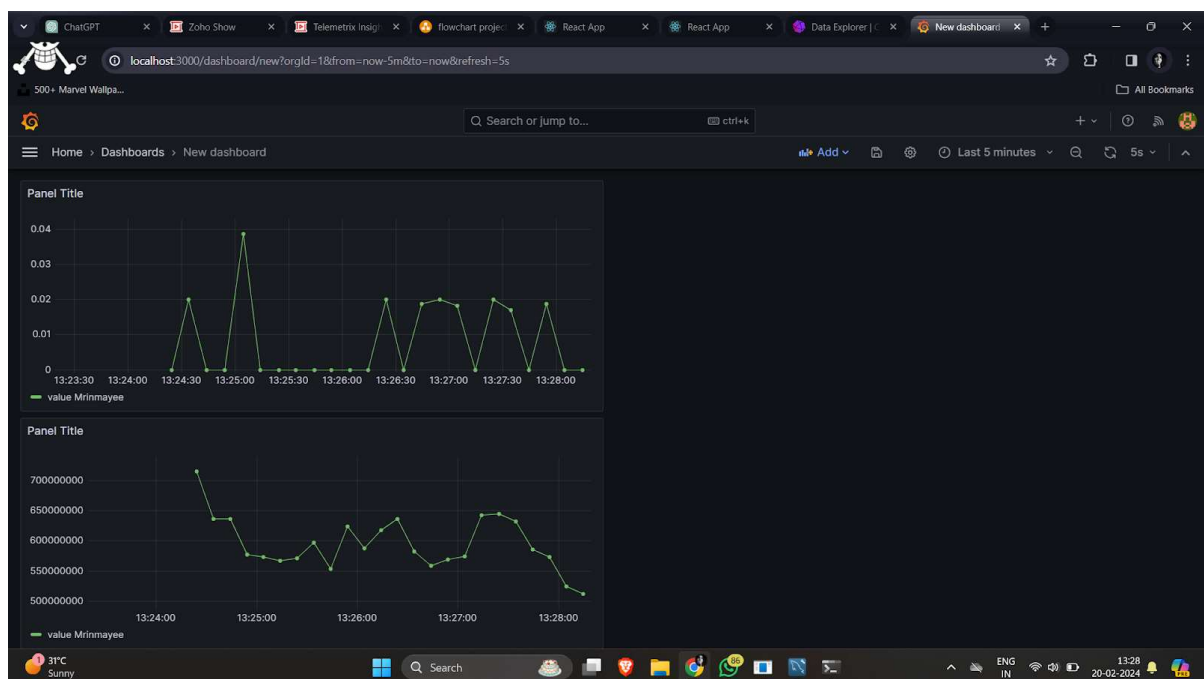 ChatGPT Zoho Show Telemetrix Insigh flowchart project React App React App Data Explorer | C New dashboard
localhost:3000/dashboard/new?orgId=1&from=now-5m&to=now&refresh=5s
500+ Marvel Wallpa... All Bookmarks
Search or jump to... ctrl+k
Home > Dashboards > New dashboard Add Last 5 minutes 5s
Panel Title
0.04
0.03
0.02
0.01
0
13:23:30 13:24:00 13:24:30 13:25:00 13:25:30 13:26:00 13:26:30 13:27:00 13:27:30 13:28:00
value Mrinmayee
Panel Title
700000000
650000000
600000000
550000000
500000000
13:24:00 13:25:00 13:26:00 13:27:00 13:28:00
value Mrinmayee
1 31°C Search 86 ENG 13:28
Sunny IN 20-02-2024